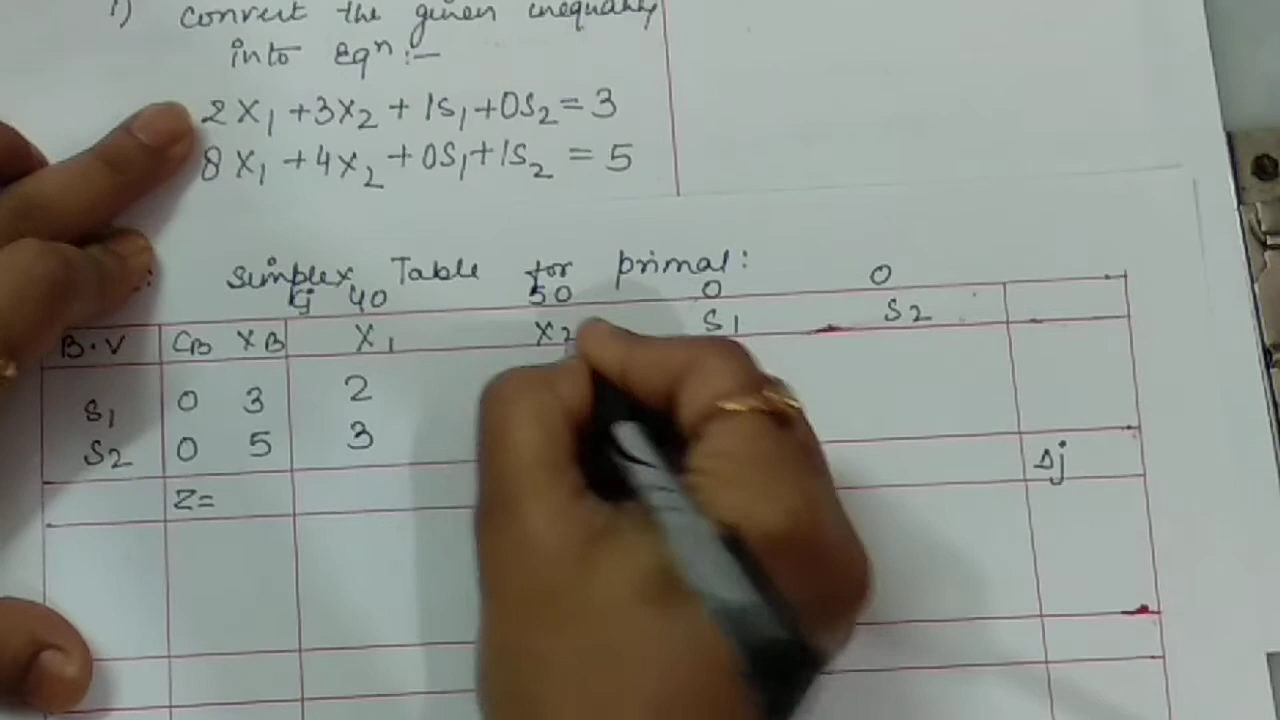 1) convert the given inequality
into Eqⁿ:-
2x₁ + 3x₂ + 1s₁ + 0s₂ = 3
8x₁ + 4x₂ + 0s₁ + 1s₂ = 5
Simplex Table for primal:
Cj 40 50 0 0
B.V CB XB X₁ X₂ S₁ S₂
S₁ 0 3 2
S₂ 0 5 3
Δj
Z=